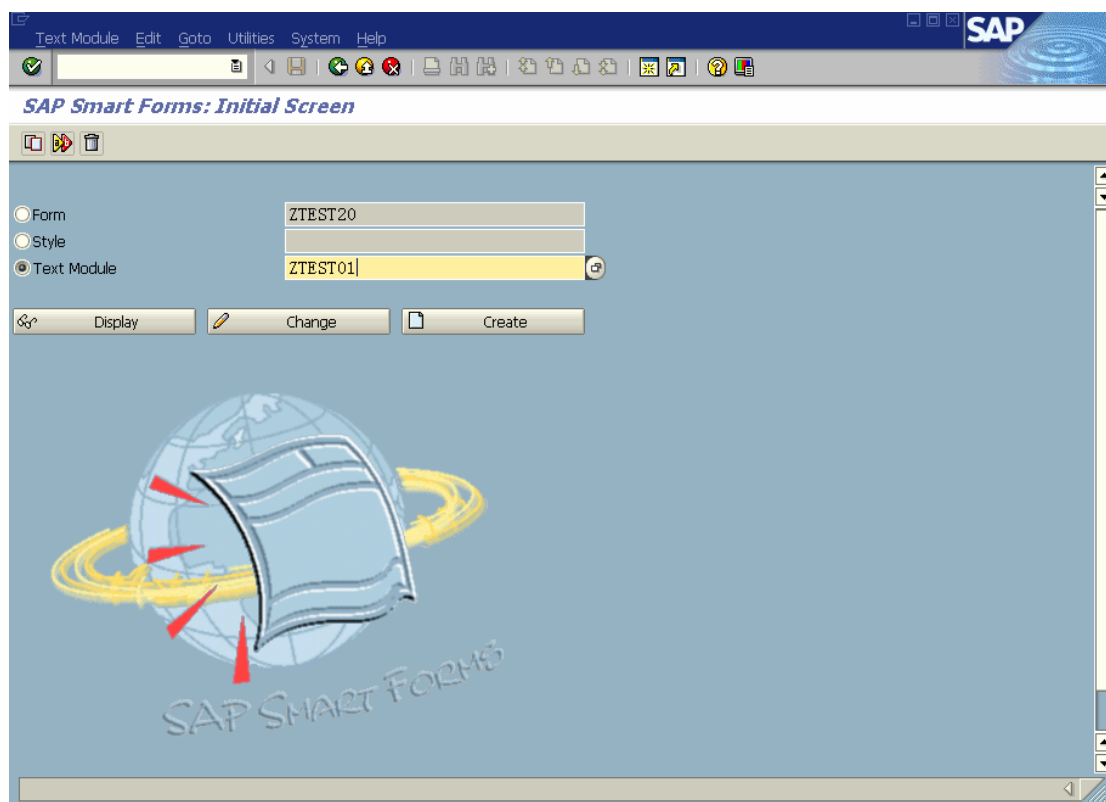 Text Module Edit Goto Utilities System Help
SAP
SAP Smart Forms: Initial Screen
Form ZTEST20
Style
Text Module ZTEST01
Display Change Create
SAP SMART FORMS